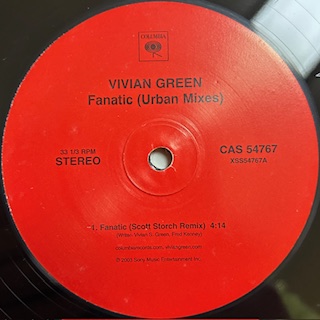 COLUMBIA
VIVIAN GREEN
Fanatic (Urban Mixes)
33 1/3 RPM
STEREO
CAS 54767
XSS54767A
1. Fanatic (Scott Storch Remix) 4:14
Green,
Sony Music Entertainment Inc.